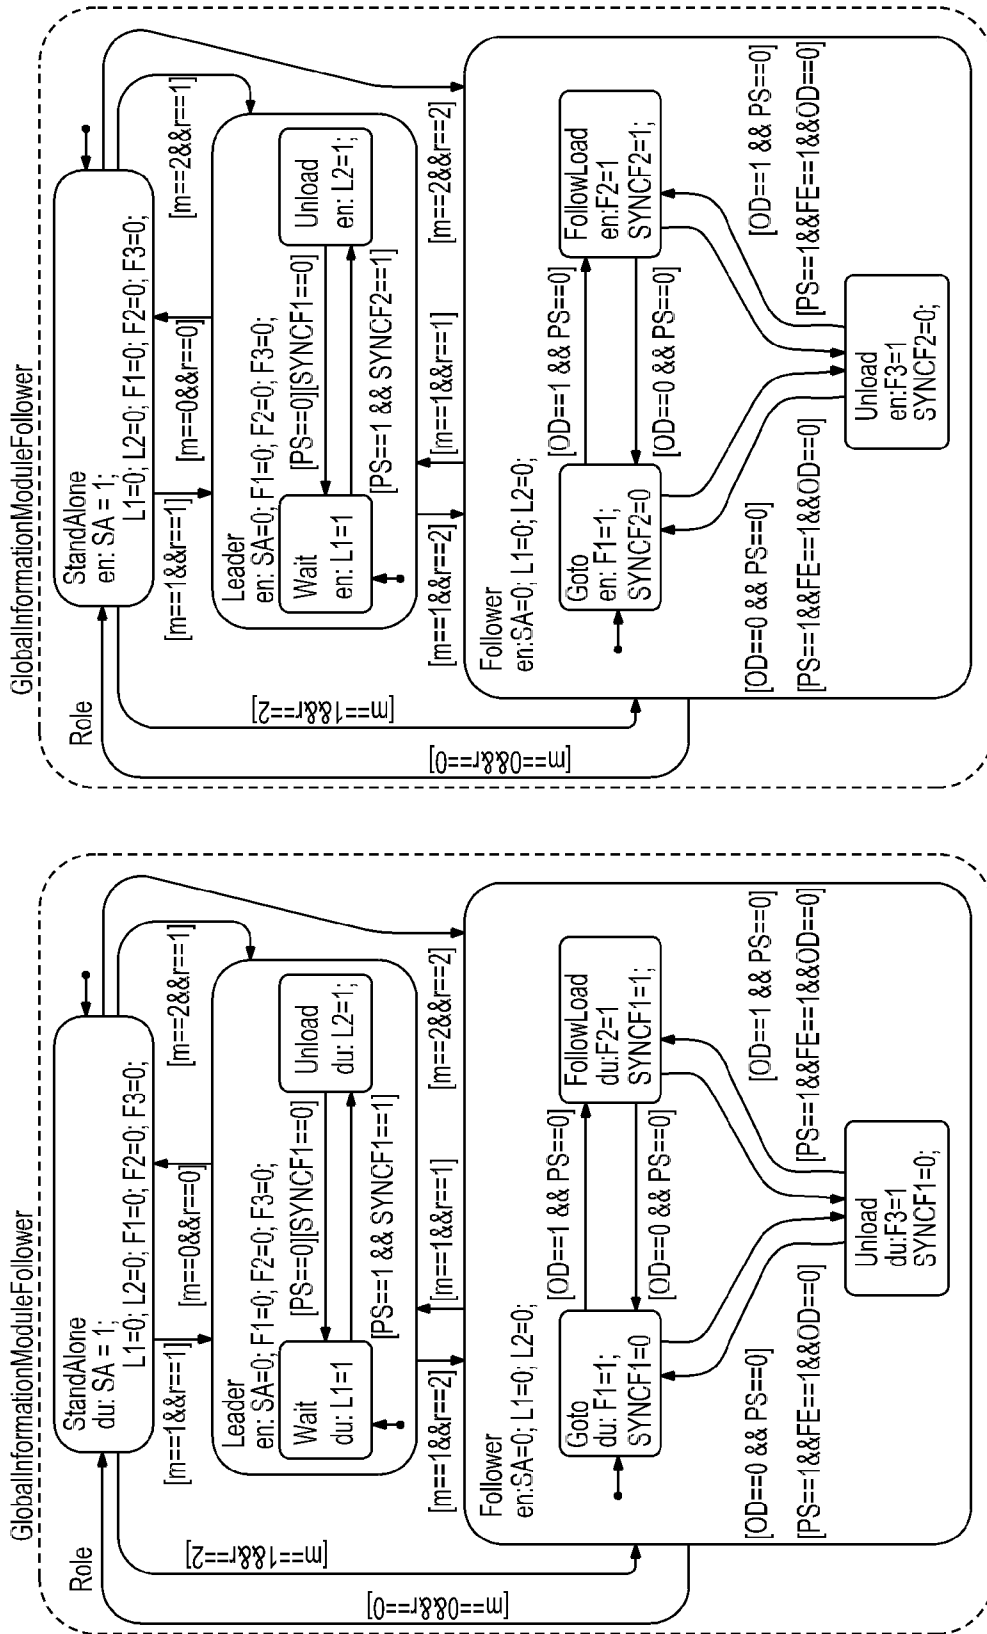 GlobalInformationModuleFollower
Role
StandAlone
du: SA = 1;
L1=0; L2=0; F1=0; F2=0; F3=0;
[m==1&&r==1]
[m==0&&r==0]
[m==2&&r==1]
Leader
en: SA=0; F1=0; F2=0; F3=0;
Wait
du: L1=1
[PS==0][SYNCF1==0]
[PS==1 && SYNCF1==1]
Unload
du: L2=1;
[m==1&&r==2]
[m==1&&r==1]
[m==2&&r==2]
[m==1&&r==2]
[m==0&&r==0]
Follower
en:SA=0; L1=0; L2=0;
Goto
du: F1=1;
SYNCF1=0
[OD==1 && PS==0]
[OD==0 && PS==0]
FollowLoad
du:F2=1
SYNCF1=1;
[OD==0 && PS==0]
[PS==1&&FE==1&&OD==0]
[OD==1 && PS==0]
[PS==1&&FE==1&&OD==0]
Unload
du:F3=1
SYNCF1=0;
GlobalInformationModuleFollower
Role
StandAlone
en: SA = 1;
L1=0; L2=0; F1=0; F2=0; F3=0;
[m==1&&r==1]
[m==0&&r==0]
[m==2&&r==1]
Leader
en: SA=0; F1=0; F2=0; F3=0;
Wait
en: L1=1
[PS==0][SYNCF1==0]
[PS==1 && SYNCF2==1]
Unload
en: L2=1;
[m==1&&r==2]
[m==1&&r==1]
[m==2&&r==2]
[m==1&&r==2]
[m==0&&r==0]
Follower
en:SA=0; L1=0; L2=0;
Goto
en: F1=1;
SYNCF2=0
[OD==1 && PS==0]
[OD==0 && PS==0]
FollowLoad
en:F2=1
SYNCF2=1;
[OD==0 && PS==0]
[PS==1&&FE==1&&OD==0]
[OD==1 && PS==0]
[PS==1&&FE==1&&OD==0]
Unload
en:F3=1
SYNCF2=0;